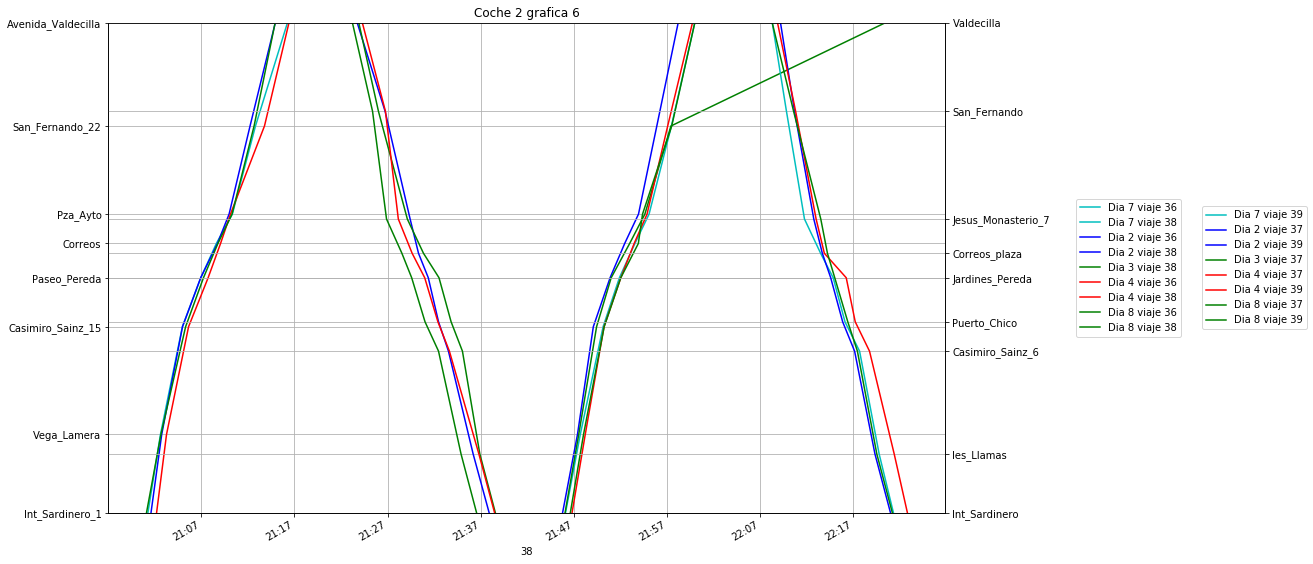 Coche 2 grafica 6
Avenida_Valdecilla
San_Fernando_22
Pza_Ayto
Correos
Paseo_Pereda
Casimiro_Sainz_15
Vega_Lamera
Int_Sardinero_1
Valdecilla
San_Fernando
Jesus_Monasterio_7
Correos_plaza
Jardines_Pereda
Puerto_Chico
Casimiro_Sainz_6
Ies_Llamas
Int_Sardinero
21:07
21:17
21:27
21:37
21:47
21:57
22:07
22:17
38
Dia 7 viaje 36
Dia 7 viaje 38
Dia 2 viaje 36
Dia 2 viaje 38
Dia 3 viaje 38
Dia 4 viaje 36
Dia 4 viaje 38
Dia 8 viaje 36
Dia 8 viaje 38
Dia 7 viaje 39
Dia 2 viaje 37
Dia 2 viaje 39
Dia 3 viaje 37
Dia 4 viaje 37
Dia 4 viaje 39
Dia 8 viaje 37
Dia 8 viaje 39